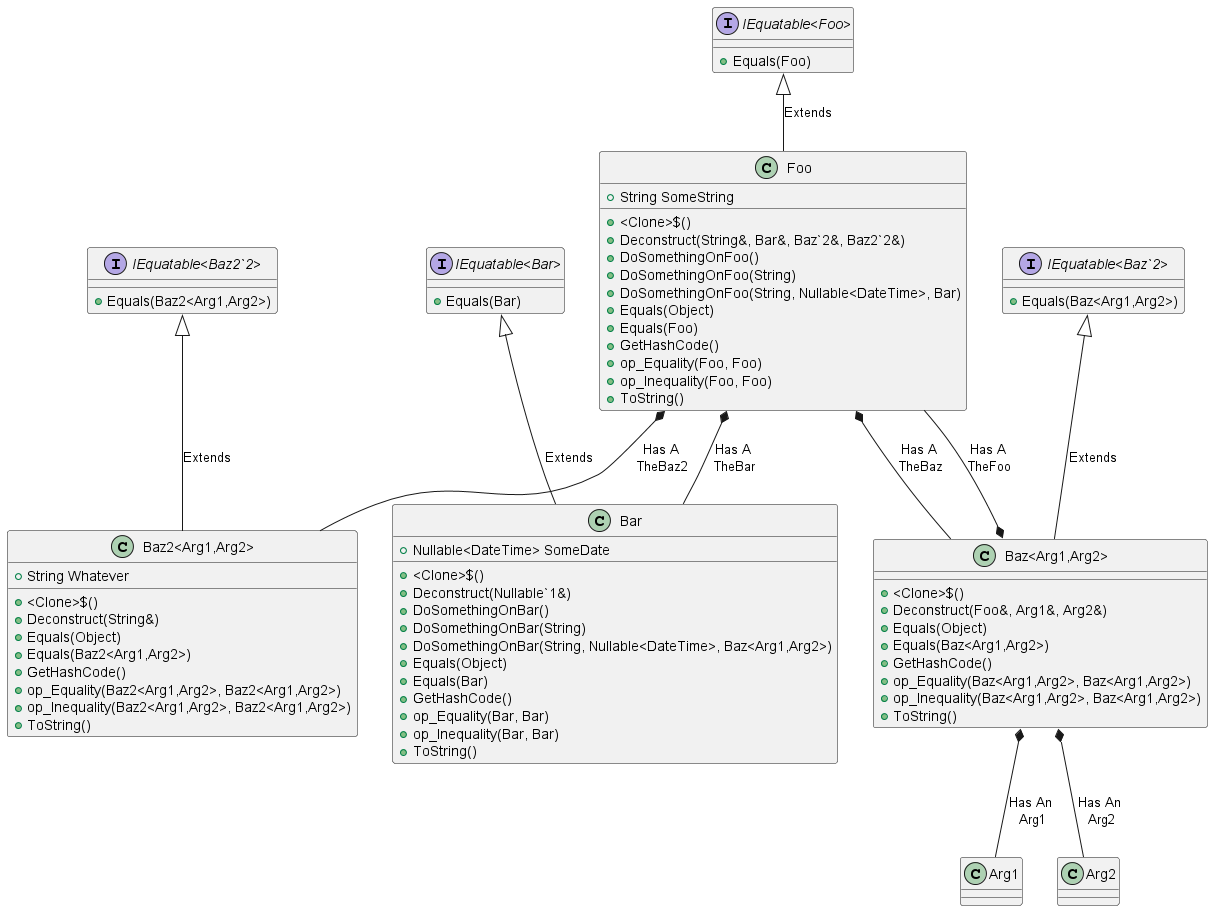 I IEquatable<Foo>
Equals(Foo)
Extends
C Foo
String SomeString
<Clone>$()
Deconstruct(String&, Bar&, Baz`2&, Baz2`2&)
DoSomethingOnFoo()
DoSomethingOnFoo(String)
DoSomethingOnFoo(String, Nullable<DateTime>, Bar)
Equals(Object)
Equals(Foo)
GetHashCode()
op_Equality(Foo, Foo)
op_Inequality(Foo, Foo)
ToString()
I IEquatable<Baz2`2>
Equals(Baz2<Arg1,Arg2>)
I IEquatable<Bar>
Equals(Bar)
I IEquatable<Baz`2>
Equals(Baz<Arg1,Arg2>)
Extends
Extends
Has A
TheBaz2
Has A
TheBar
Has A
TheBaz
Has A
TheFoo
Extends
C Baz2<Arg1,Arg2>
String Whatever
<Clone>$()
Deconstruct(String&)
Equals(Object)
Equals(Baz2<Arg1,Arg2>)
GetHashCode()
op_Equality(Baz2<Arg1,Arg2>, Baz2<Arg1,Arg2>)
op_Inequality(Baz2<Arg1,Arg2>, Baz2<Arg1,Arg2>)
ToString()
C Bar
Nullable<DateTime> SomeDate
<Clone>$()
Deconstruct(Nullable`1&)
DoSomethingOnBar()
DoSomethingOnBar(String)
DoSomethingOnBar(String, Nullable<DateTime>, Baz<Arg1,Arg2>)
Equals(Object)
Equals(Bar)
GetHashCode()
op_Equality(Bar, Bar)
op_Inequality(Bar, Bar)
ToString()
C Baz<Arg1,Arg2>
<Clone>$()
Deconstruct(Foo&, Arg1&, Arg2&)
Equals(Object)
Equals(Baz<Arg1,Arg2>)
GetHashCode()
op_Equality(Baz<Arg1,Arg2>, Baz<Arg1,Arg2>)
op_Inequality(Baz<Arg1,Arg2>, Baz<Arg1,Arg2>)
ToString()
Has An
Arg1
Has An
Arg2
C Arg1
C Arg2